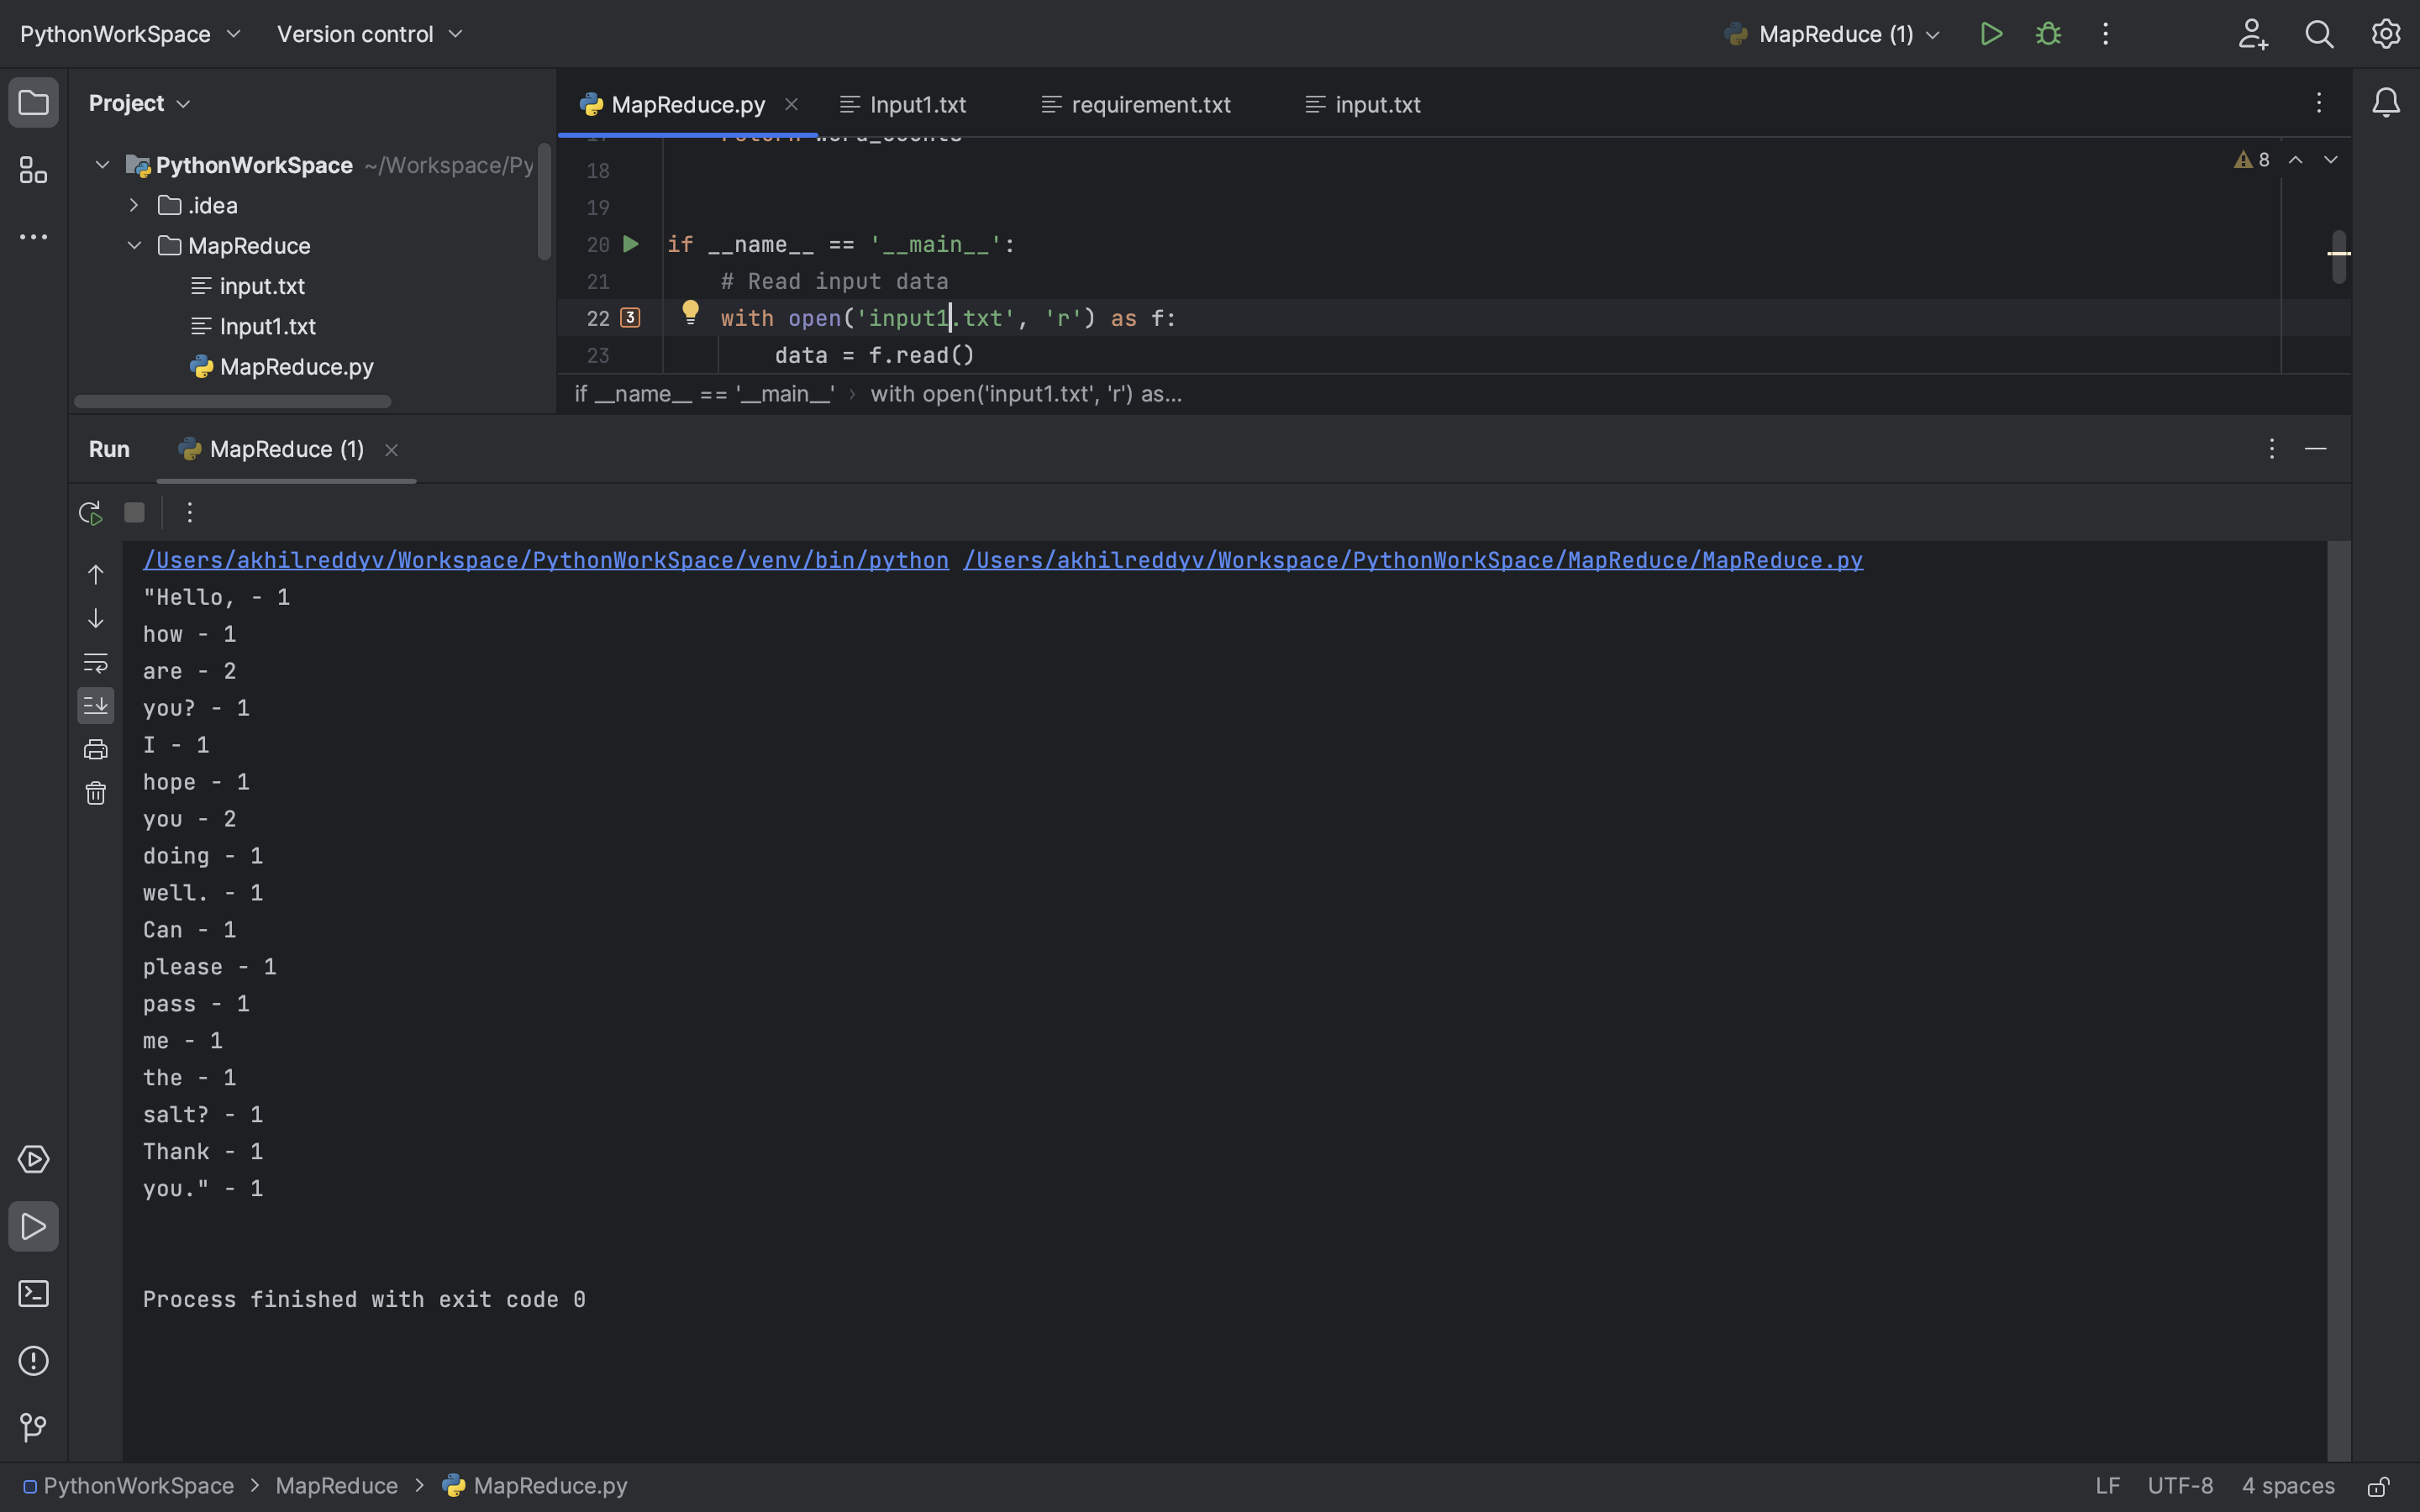 PythonWorkSpace Version control MapReduce (1)
Project
PythonWorkSpace ~/Workspace/Py
.idea
MapReduce
input.txt
Input1.txt
MapReduce.py
MapReduce.py Input1.txt requirement.txt input.txt
17 return word_counts
8
18
19
20 if __name__ == '__main__':
21 # Read input data
22 3 with open('input1.txt', 'r') as f:
23 data = f.read()
if __name__ == '__main__' › with open('input1.txt', 'r') as...
Run MapReduce (1)
/Users/akhilreddyv/Workspace/PythonWorkSpace/venv/bin/python /Users/akhilreddyv/Workspace/PythonWorkSpace/MapReduce/MapReduce.py
"Hello, - 1
how - 1
are - 2
you? - 1
I - 1
hope - 1
you - 2
doing - 1
well. - 1
Can - 1
please - 1
pass - 1
me - 1
the - 1
salt? - 1
Thank - 1
you." - 1
Process finished with exit code 0
PythonWorkSpace > MapReduce > MapReduce.py LF UTF-8 4 spaces